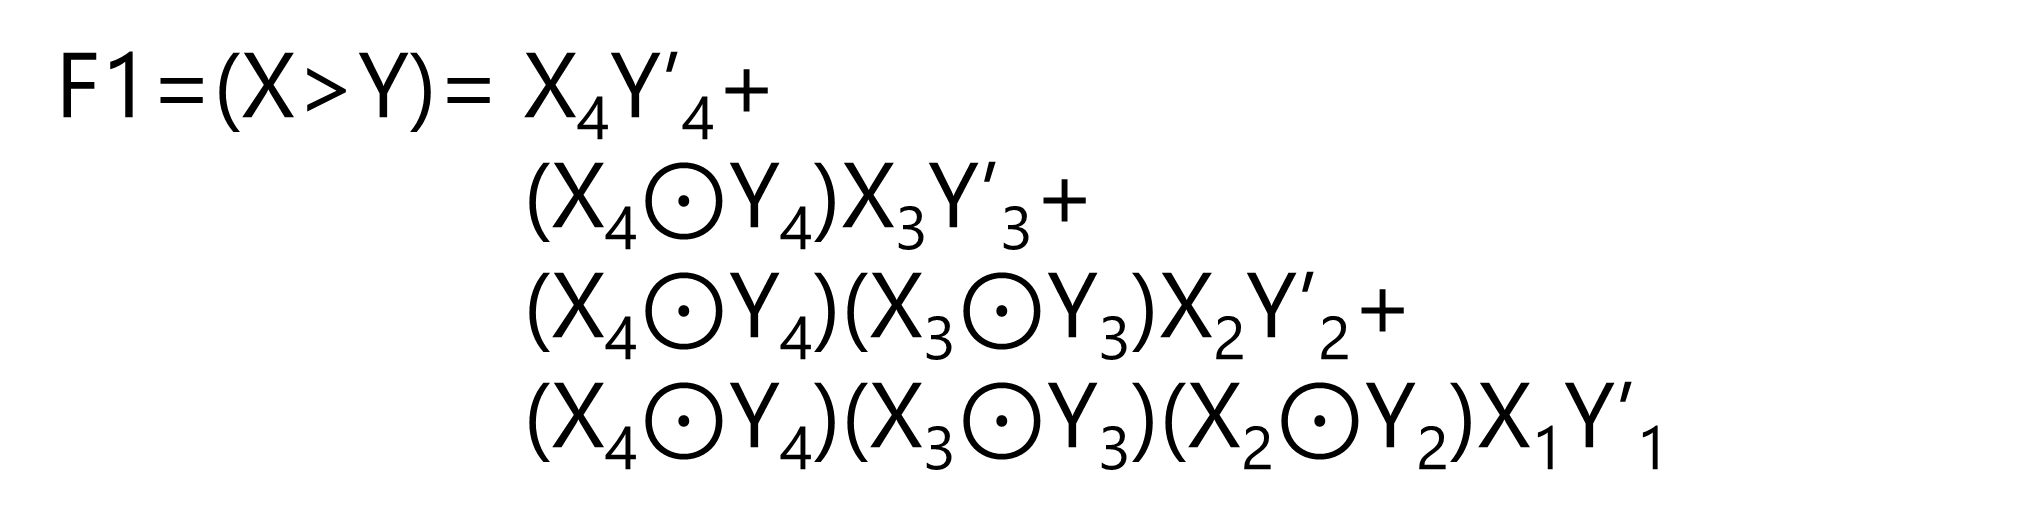 F1=(X>Y)= X₄Y′₄+
(X₄⨀Y₄)X₃Y′₃+
(X₄⨀Y₄)(X₃⨀Y₃)X₂Y′₂+
(X₄⨀Y₄)(X₃⨀Y₃)(X₂⨀Y₂)X₁Y′₁